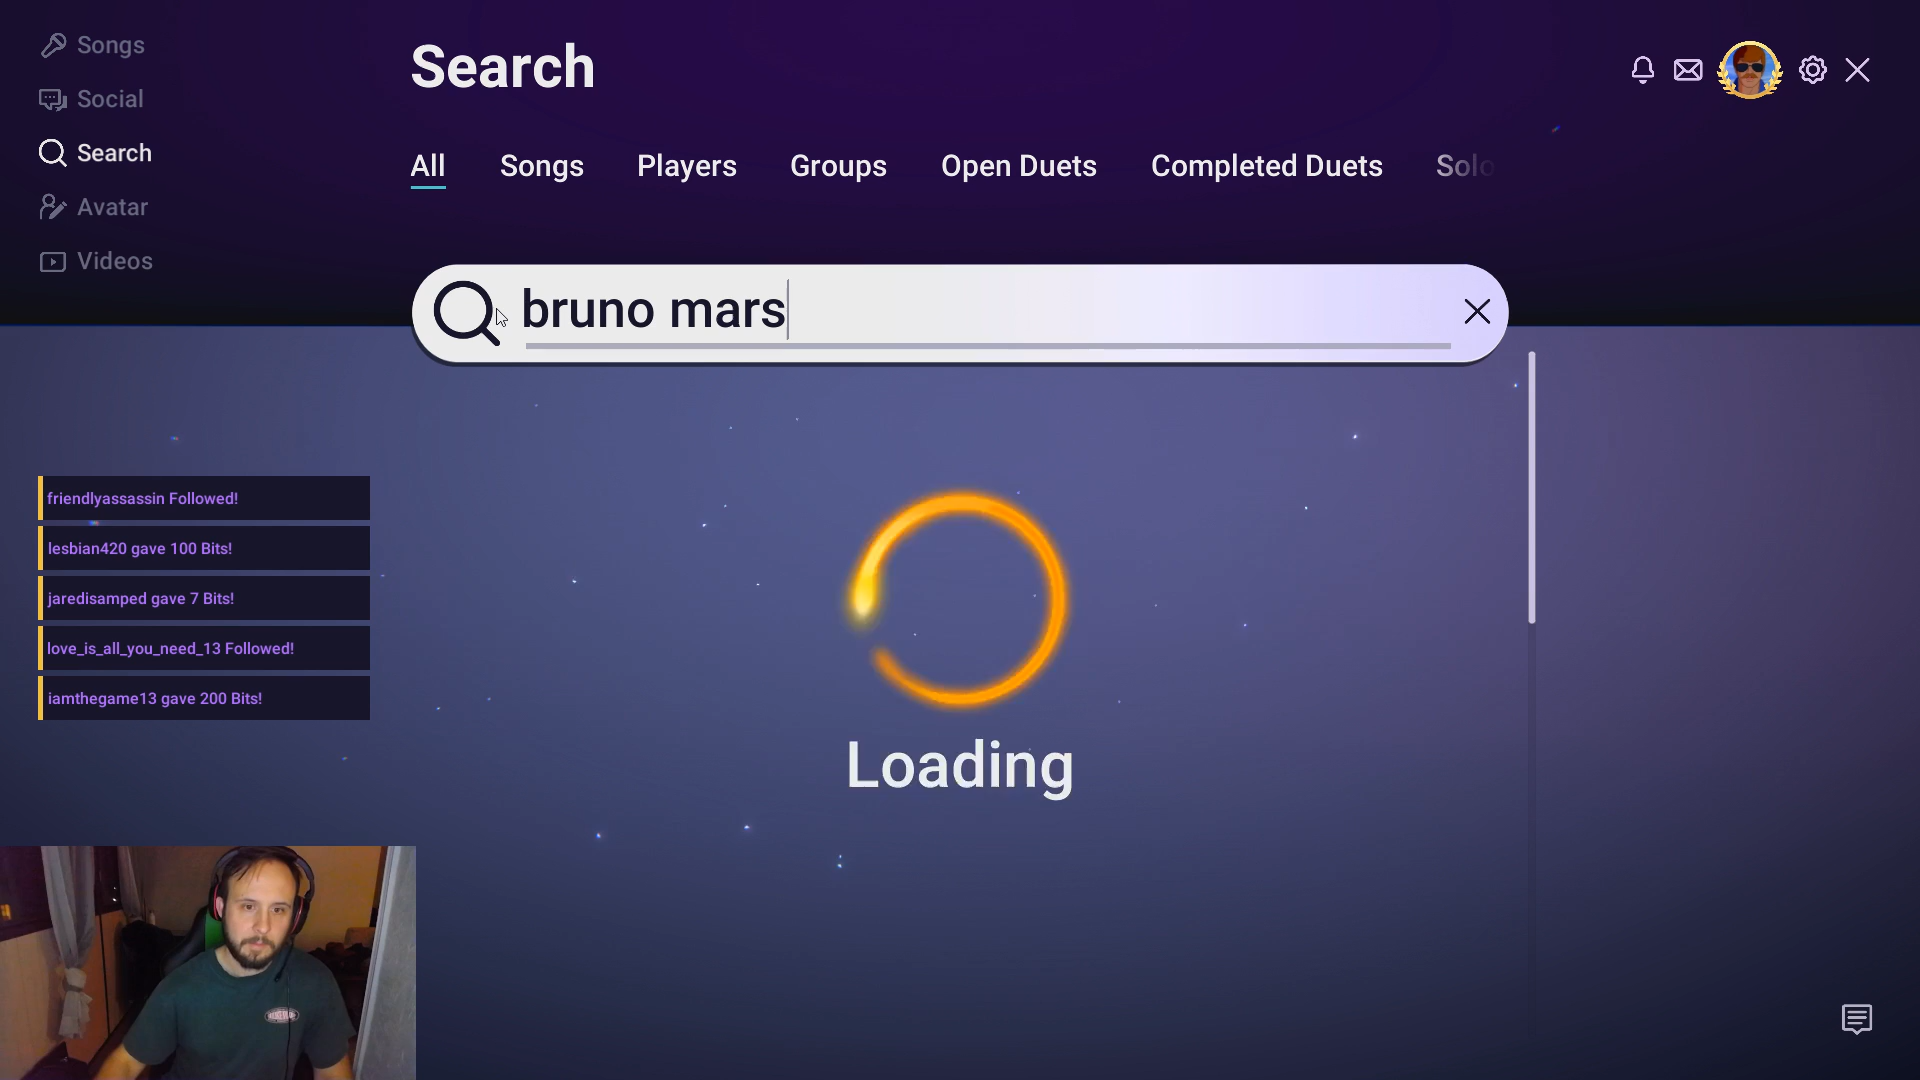 Songs
Social
Search
Avatar
Videos
Search
All Songs Players Groups Open Duets Completed Duets Solo
bruno mars
friendlyassassin Followed!
lesbian420 gave 100 Bits!
jaredisamped gave 7 Bits!
love_is_all_you_need_13 Followed!
iamthegame13 gave 200 Bits!
Loading